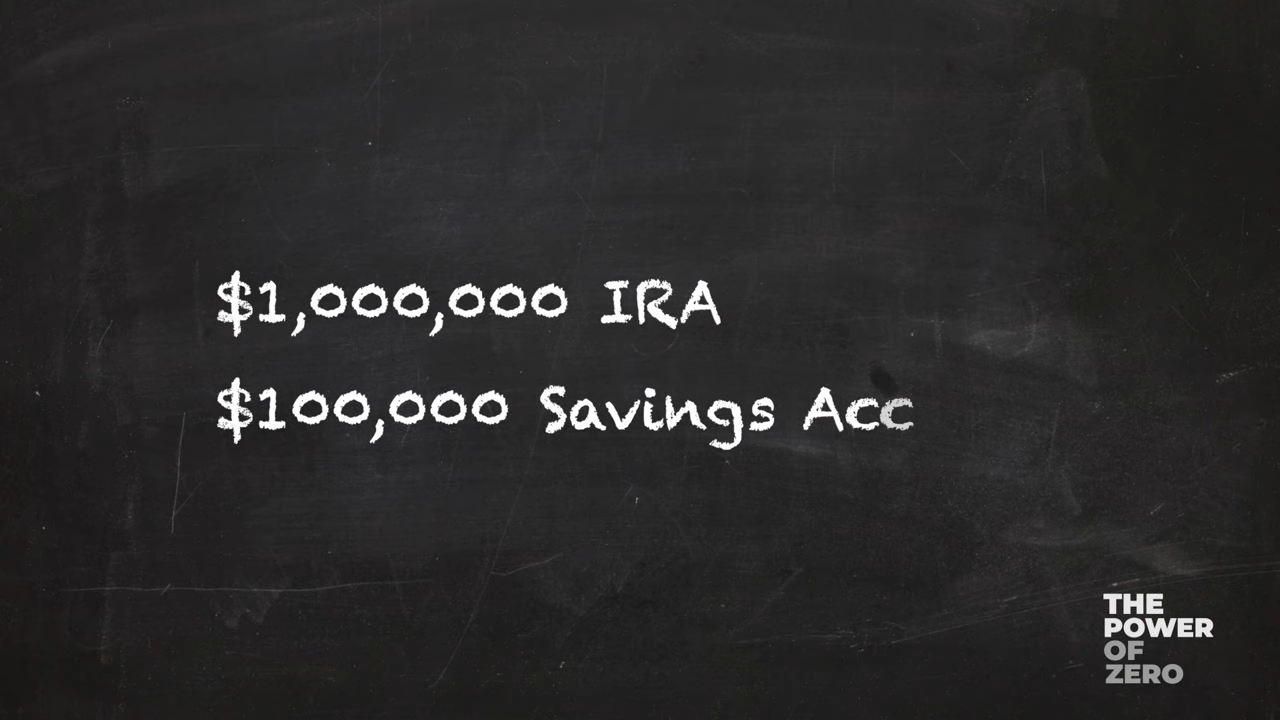 $1,000,000 IRA
$100,000 Savings Acc
THE
POWER
OF
ZERO